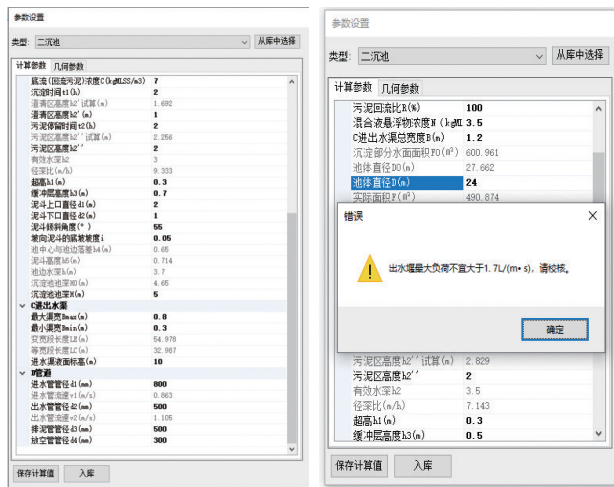 参数设置
类型: 二沉池 从库中选择
计算参数 几何参数
底流(回流污泥)浓度C(kgMLSS/m3) 7
沉淀时间t1(h) 2
澄清区高度h2'试算(m) 1.692
澄清区高度h2'(m) 1
污泥停留时间t2(h) 2
污泥区高度h2''试算(m) 2.256
污泥区高度h2'' 2
有效水深h2 3
径深比(m/h) 9.333
超高h1(m) 0.3
缓冲层高度h3(m) 0.7
泥斗上口直径d1(m) 2
泥斗下口直径d2(m) 1
泥斗倾斜角度(°) 55
坡向泥斗的底坡坡度i 0.05
池中心与池边落差h4(m) 0.65
泥斗高度h5(m) 0.714
池边水深h(m) 3.7
沉淀池池深H0(m) 4.65
沉淀池池深H(m) 5
C进出水渠
最大渠宽Bmax(m) 0.8
最小渠宽Bmin(m) 0.3
变宽段长度LB(m) 54.978
等宽段长度LC(m) 32.987
进水渠液面标高(m) 10
D管道
进水管管径d1(mm) 800
进水管流速v1(m/s) 0.863
出水管管径d2(mm) 500
出水管流速v2(m/s) 1.105
排泥管管径d3(mm) 500
放空管管径d4(mm) 300
保存计算值 入库
参数设置
类型: 二沉池 从库中选择
计算参数 几何参数
污泥回流比R(%) 100
混合液悬浮物浓度N (kgML 3.5
C进出水渠总宽度B(m) 1.2
沉淀部分水面面积F0(m²) 600.961
池体直径D0(m) 27.662
池体直径D(m) 24
实际面积F(m²) 490.874
错误
出水堰最大负荷不宜大于1.7L/(m•s), 请校核。
确定
污泥区高度h2''试算(m) 2.829
污泥区高度h2'' 2
有效水深h2 3.5
径深比(m/h) 7.143
超高h1(m) 0.3
缓冲层高度h3(m) 0.5
保存计算值 入库